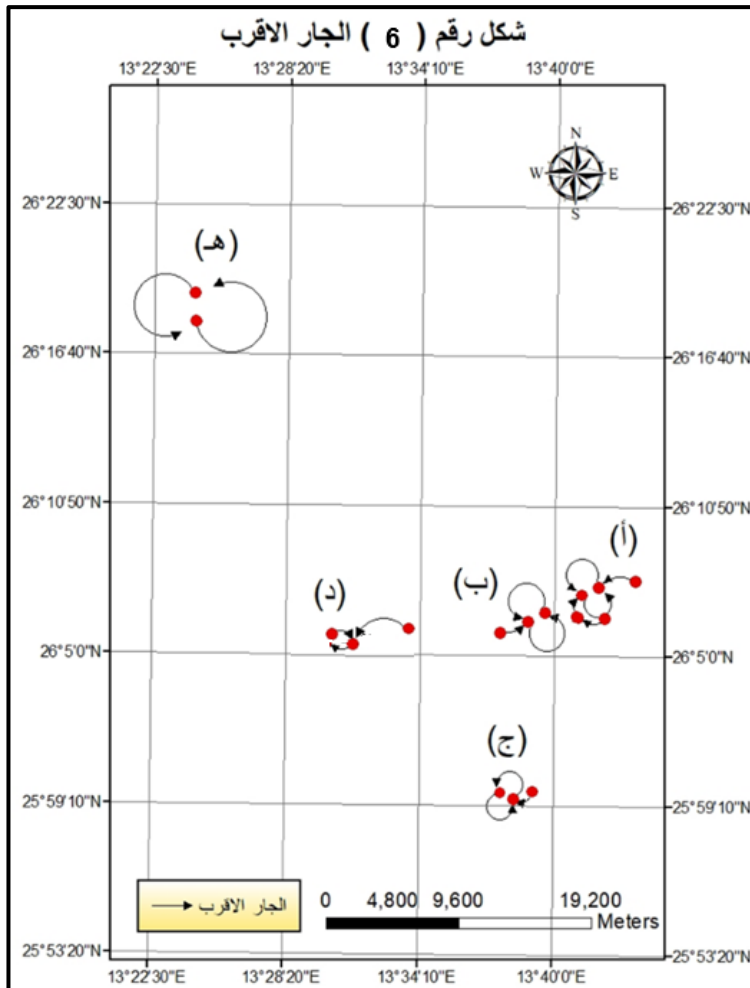 شكل رقم ( 6 ) الجار الاقرب
13°22'30"E 13°28'20"E 13°34'10"E 13°40'0"E
N
W E
S
26°22'30"N 26°22'30"N
(هـ)
26°16'40"N 26°16'40"N
26°10'50"N 26°10'50"N
(أ)
(ب)
(د)
26°5'0"N 26°5'0"N
(ج)
25°59'10"N 25°59'10"N
الجار الاقرب
0 4,800 9,600 19,200
Meters
25°53'20"N 25°53'20"N
13°22'30"E 13°28'20"E 13°34'10"E 13°40'0"E